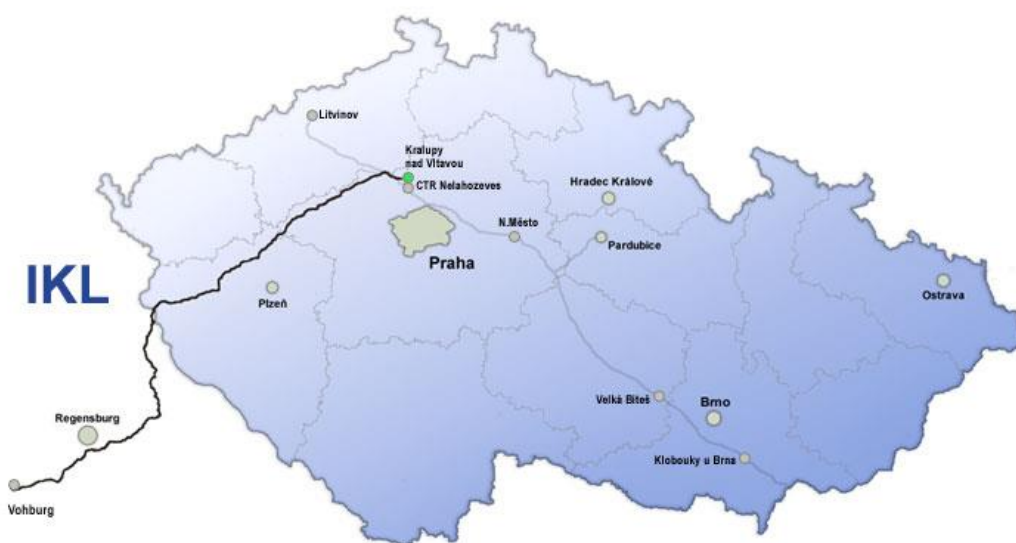 Litvínov
Kralupy
nad Vltavou
CTR Nelahozeves
Hradec Králové
N.Město
Pardubice
Praha
IKL
Plzeň
Ostrava
Velká Bíteš
Brno
Regensburg
Klobouky u Brna
Vohburg